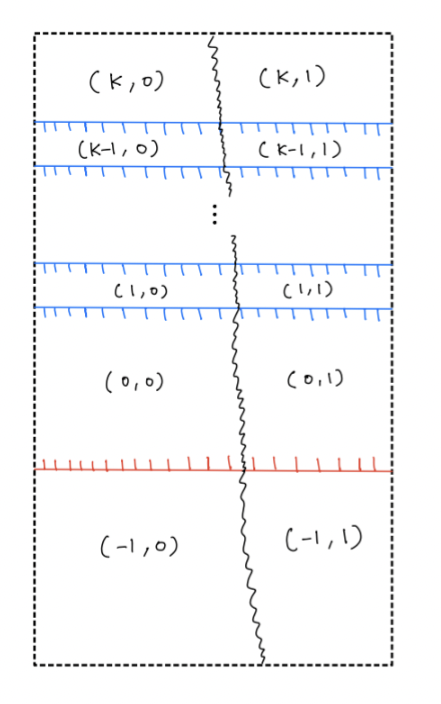 (K,0) (K,1)
(K-1,0) (K-1,1)
⋮
(1,0) (1,1)
(0,0) (0,1)
(-1,0) (-1,1)